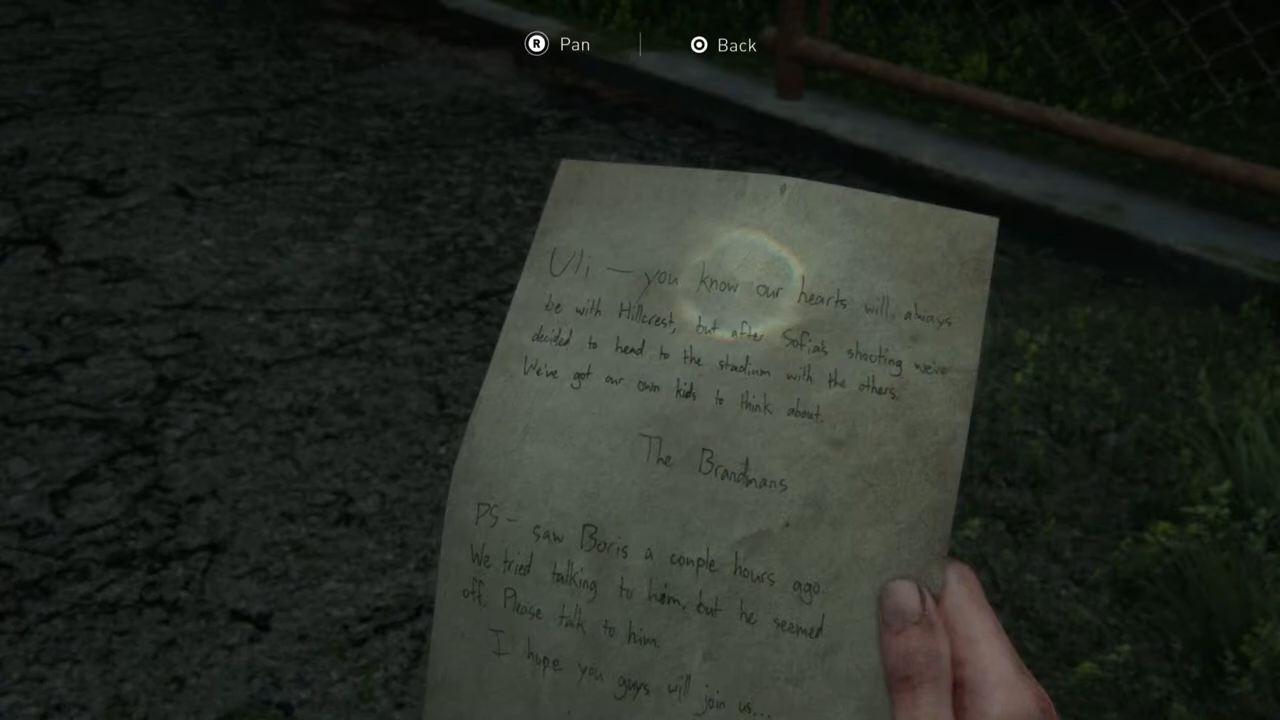 Pan
Back
Uli - you know our hearts will always
be with Hillcrest, but after Sofia's shooting we've
decided to head to the stadium with the others.
We've got our own kids to think about.
The Brandmans
PS- saw Boris a couple hours ago.
We tried talking to him, but he seemed
off. Please talk to him.
I hope you guys will join us...